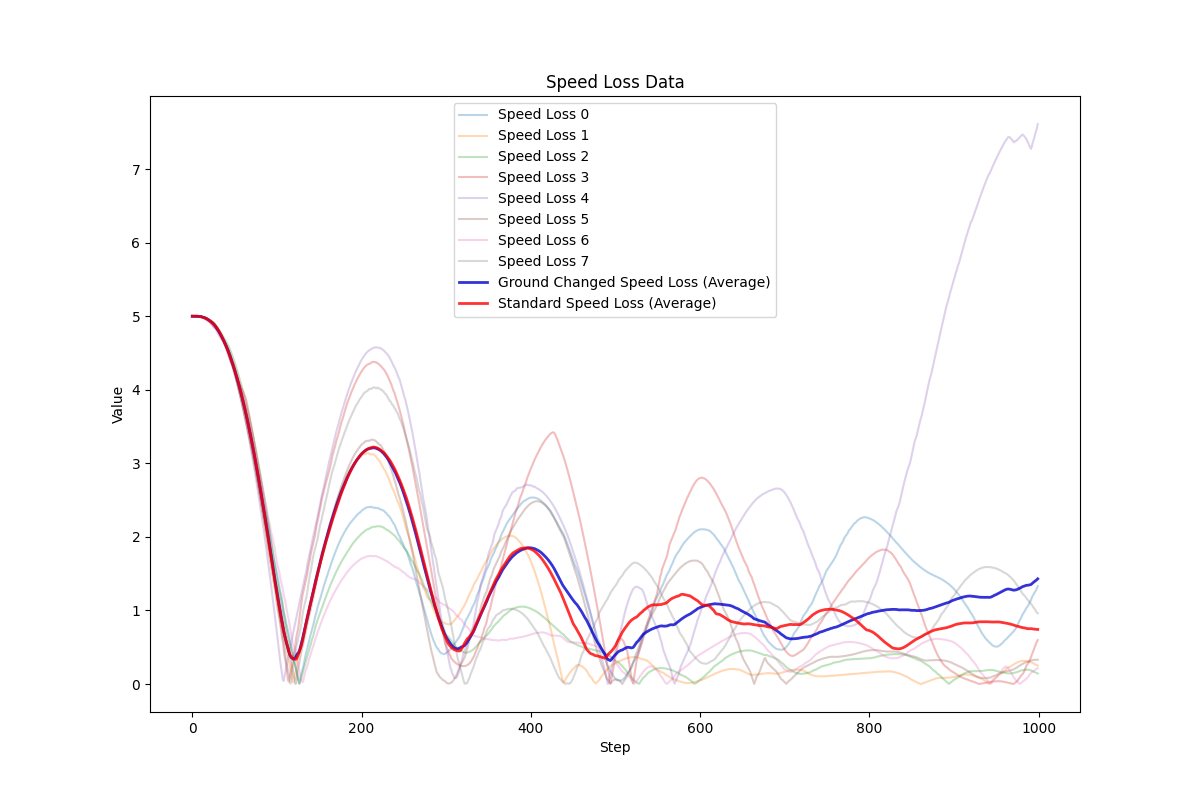 Speed Loss Data
Speed Loss 0
Speed Loss 1
Speed Loss 2
Speed Loss 3
Speed Loss 4
Speed Loss 5
Speed Loss 6
Speed Loss 7
Ground Changed Speed Loss (Average)
Standard Speed Loss (Average)
Value
7
6
5
4
3
2
1
0
0 200 400 600 800 1000
Step